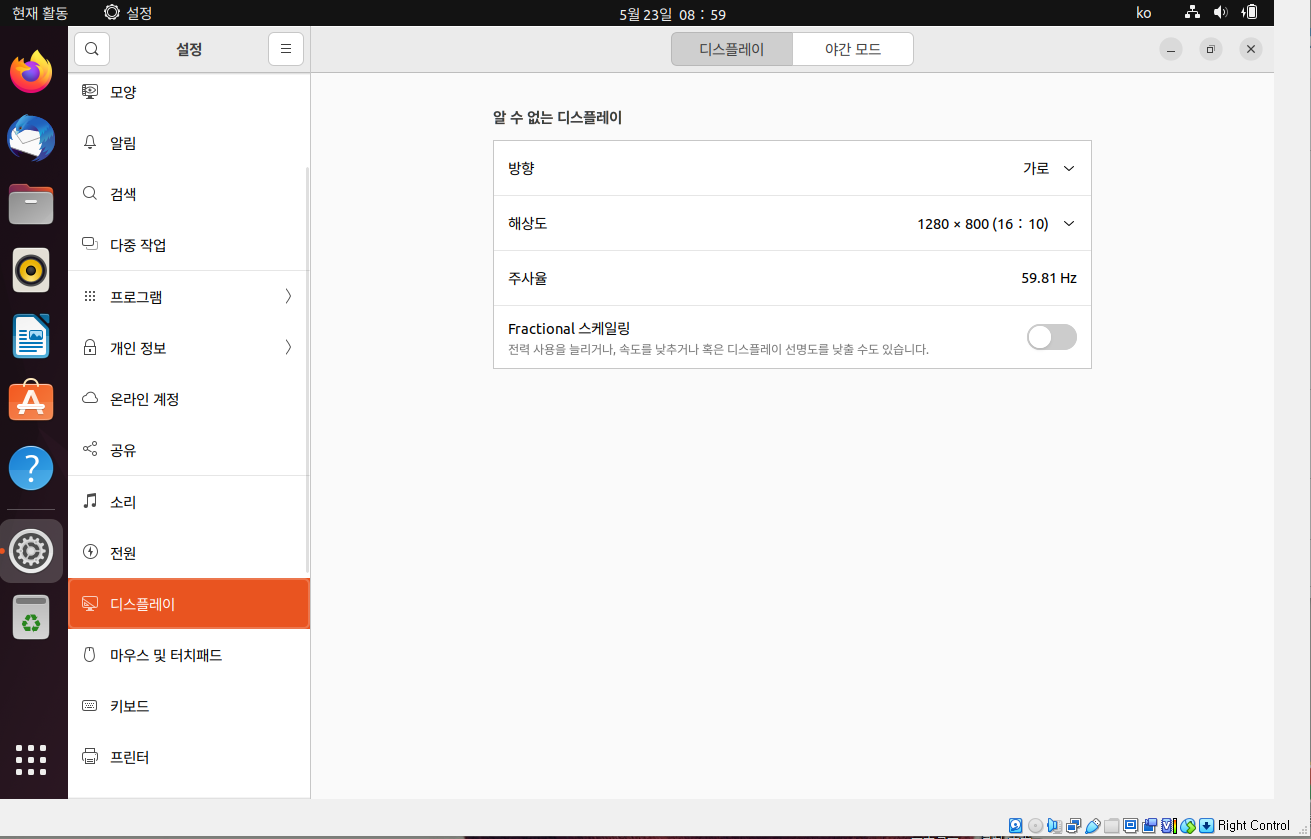 현재 활동
설정
5월 23일 08 : 59
ko
설정
디스플레이
야간 모드
모양
알림
검색
다중 작업
프로그램
개인 정보
온라인 계정
공유
소리
전원
디스플레이
마우스 및 터치패드
키보드
프린터
알 수 없는 디스플레이
방향
가로
해상도
1280 × 800 (16 : 10)
주사율
59.81 Hz
Fractional 스케일링
전력 사용을 늘리거나, 속도를 낮추거나 혹은 디스플레이 선명도를 낮출 수도 있습니다.
Right Control